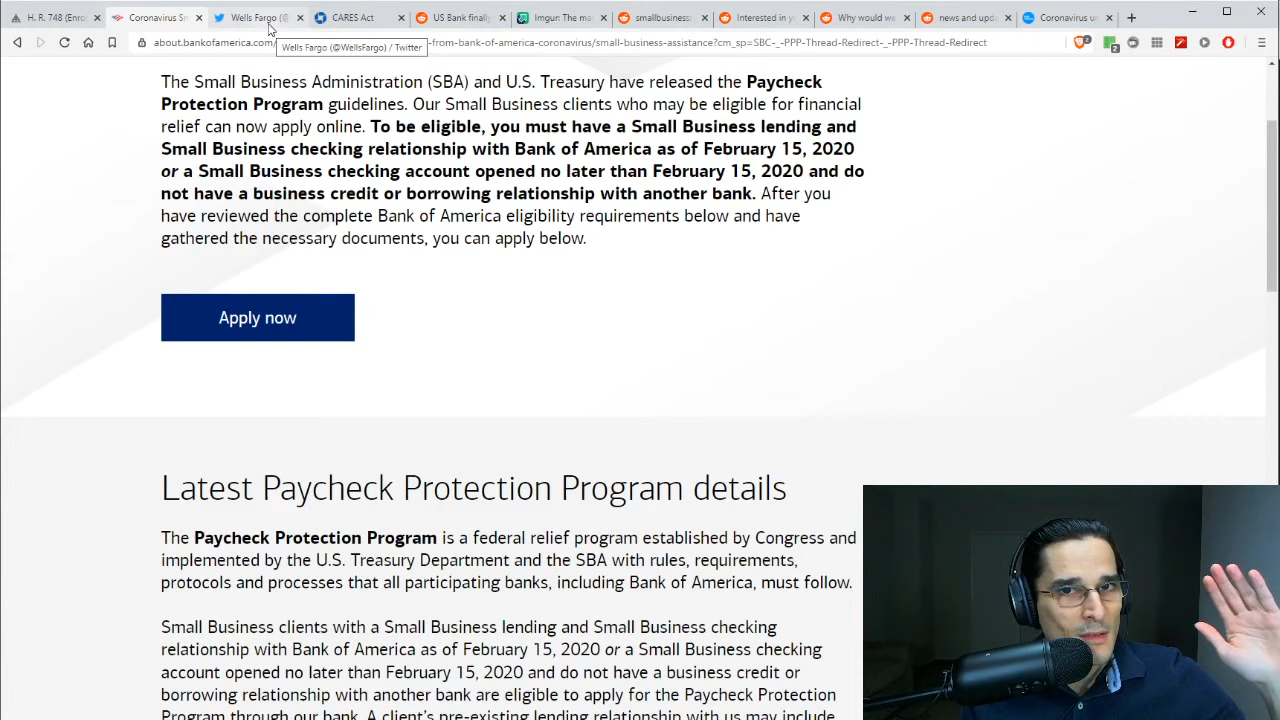 H. R. 748 (Enro
Coronavirus Sm
Wells Fargo (@
CARES Act
US Bank finally
Imgur: The ma
smallbusiness
Interested in yo
Why would we
news and upda
Coronavirus un
about.bankofamerica.com/
-from-bank-of-america-coronavirus/small-business-assistance?cm_sp=SBC-_-PPP-Thread-Redirect-_-PPP-Thread-Redirect
2
2
Wells Fargo (@WellsFargo) / Twitter
The Small Business Administration (SBA) and U.S. Treasury have released the Paycheck
Protection Program guidelines. Our Small Business clients who may be eligible for financial
relief can now apply online. To be eligible, you must have a Small Business lending and
Small Business checking relationship with Bank of America as of February 15, 2020
or a Small Business checking account opened no later than February 15, 2020 and do
not have a business credit or borrowing relationship with another bank. After you
have reviewed the complete Bank of America eligibility requirements below and have
gathered the necessary documents, you can apply below.
Apply now
Latest Paycheck Protection Program details
The Paycheck Protection Program is a federal relief program established by Congress and
implemented by the U.S. Treasury Department and the SBA with rules, requirements,
protocols and processes that all participating banks, including Bank of America, must follow.
Small Business clients with a Small Business lending and Small Business checking
relationship with Bank of America as of February 15, 2020 or a Small Business checking
account opened no later than February 15, 2020 and do not have a business credit or
borrowing relationship with another bank are eligible to apply for the Paycheck Protection
Program through our bank. A client's pre-existing lending relationship with us may include